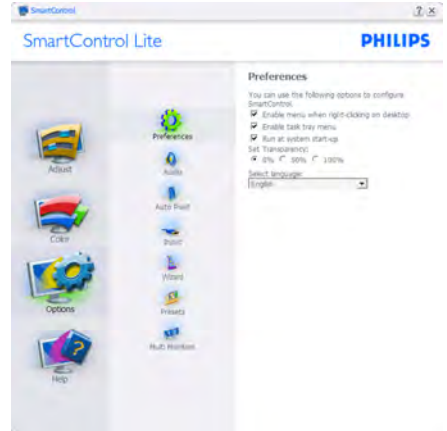 SmartControl
SmartControl Lite
PHILIPS
Adjust
Color
Options
Help
Preferences
Audio
Auto Pivot
Input
Wizard
Presets
Multi Monitors
Preferences
You can use the following options to configure
SmartControl.
Enable menu when right-clicking on desktop
Enable task tray menu
Run at system start-up
Set Transparency:
0% 50% 100%
Select language:
English